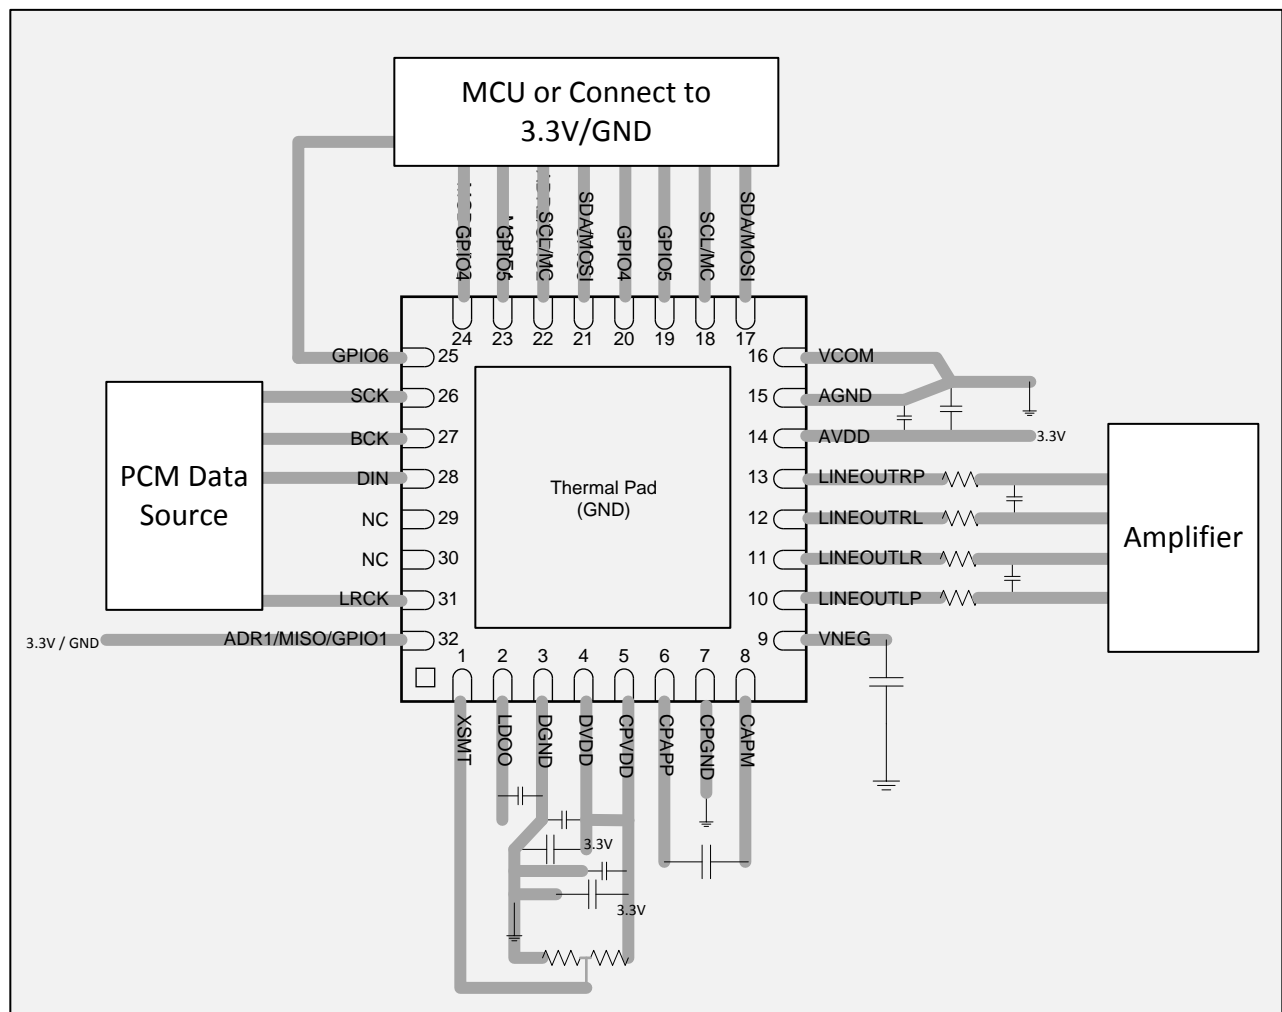 MCU or Connect to
3.3V/GND
GPIO4
GPIO5
SCL/MC
SDA/MOSI
GPIO4
GPIO5
SCL/MC
SDA/MOSI
24 23 22 21 20 19 18 17
GPIO6 25
SCK 26
BCK 27
DIN 28
NC 29
NC 30
LRCK 31
ADR1/MISO/GPIO1 32
3.3V / GND
PCM Data
Source
Thermal Pad
(GND)
16 VCOM
15 AGND
14 AVDD
3.3V
13 LINEOUTRP
12 LINEOUTRL
11 LINEOUTLR
10 LINEOUTLP
9 VNEG
Amplifier
1 2 3 4 5 6 7 8
XSMT
LDOO
DGND
DVDD
CPVDD
CPAPP
CPGND
CAPM
3.3V
3.3V